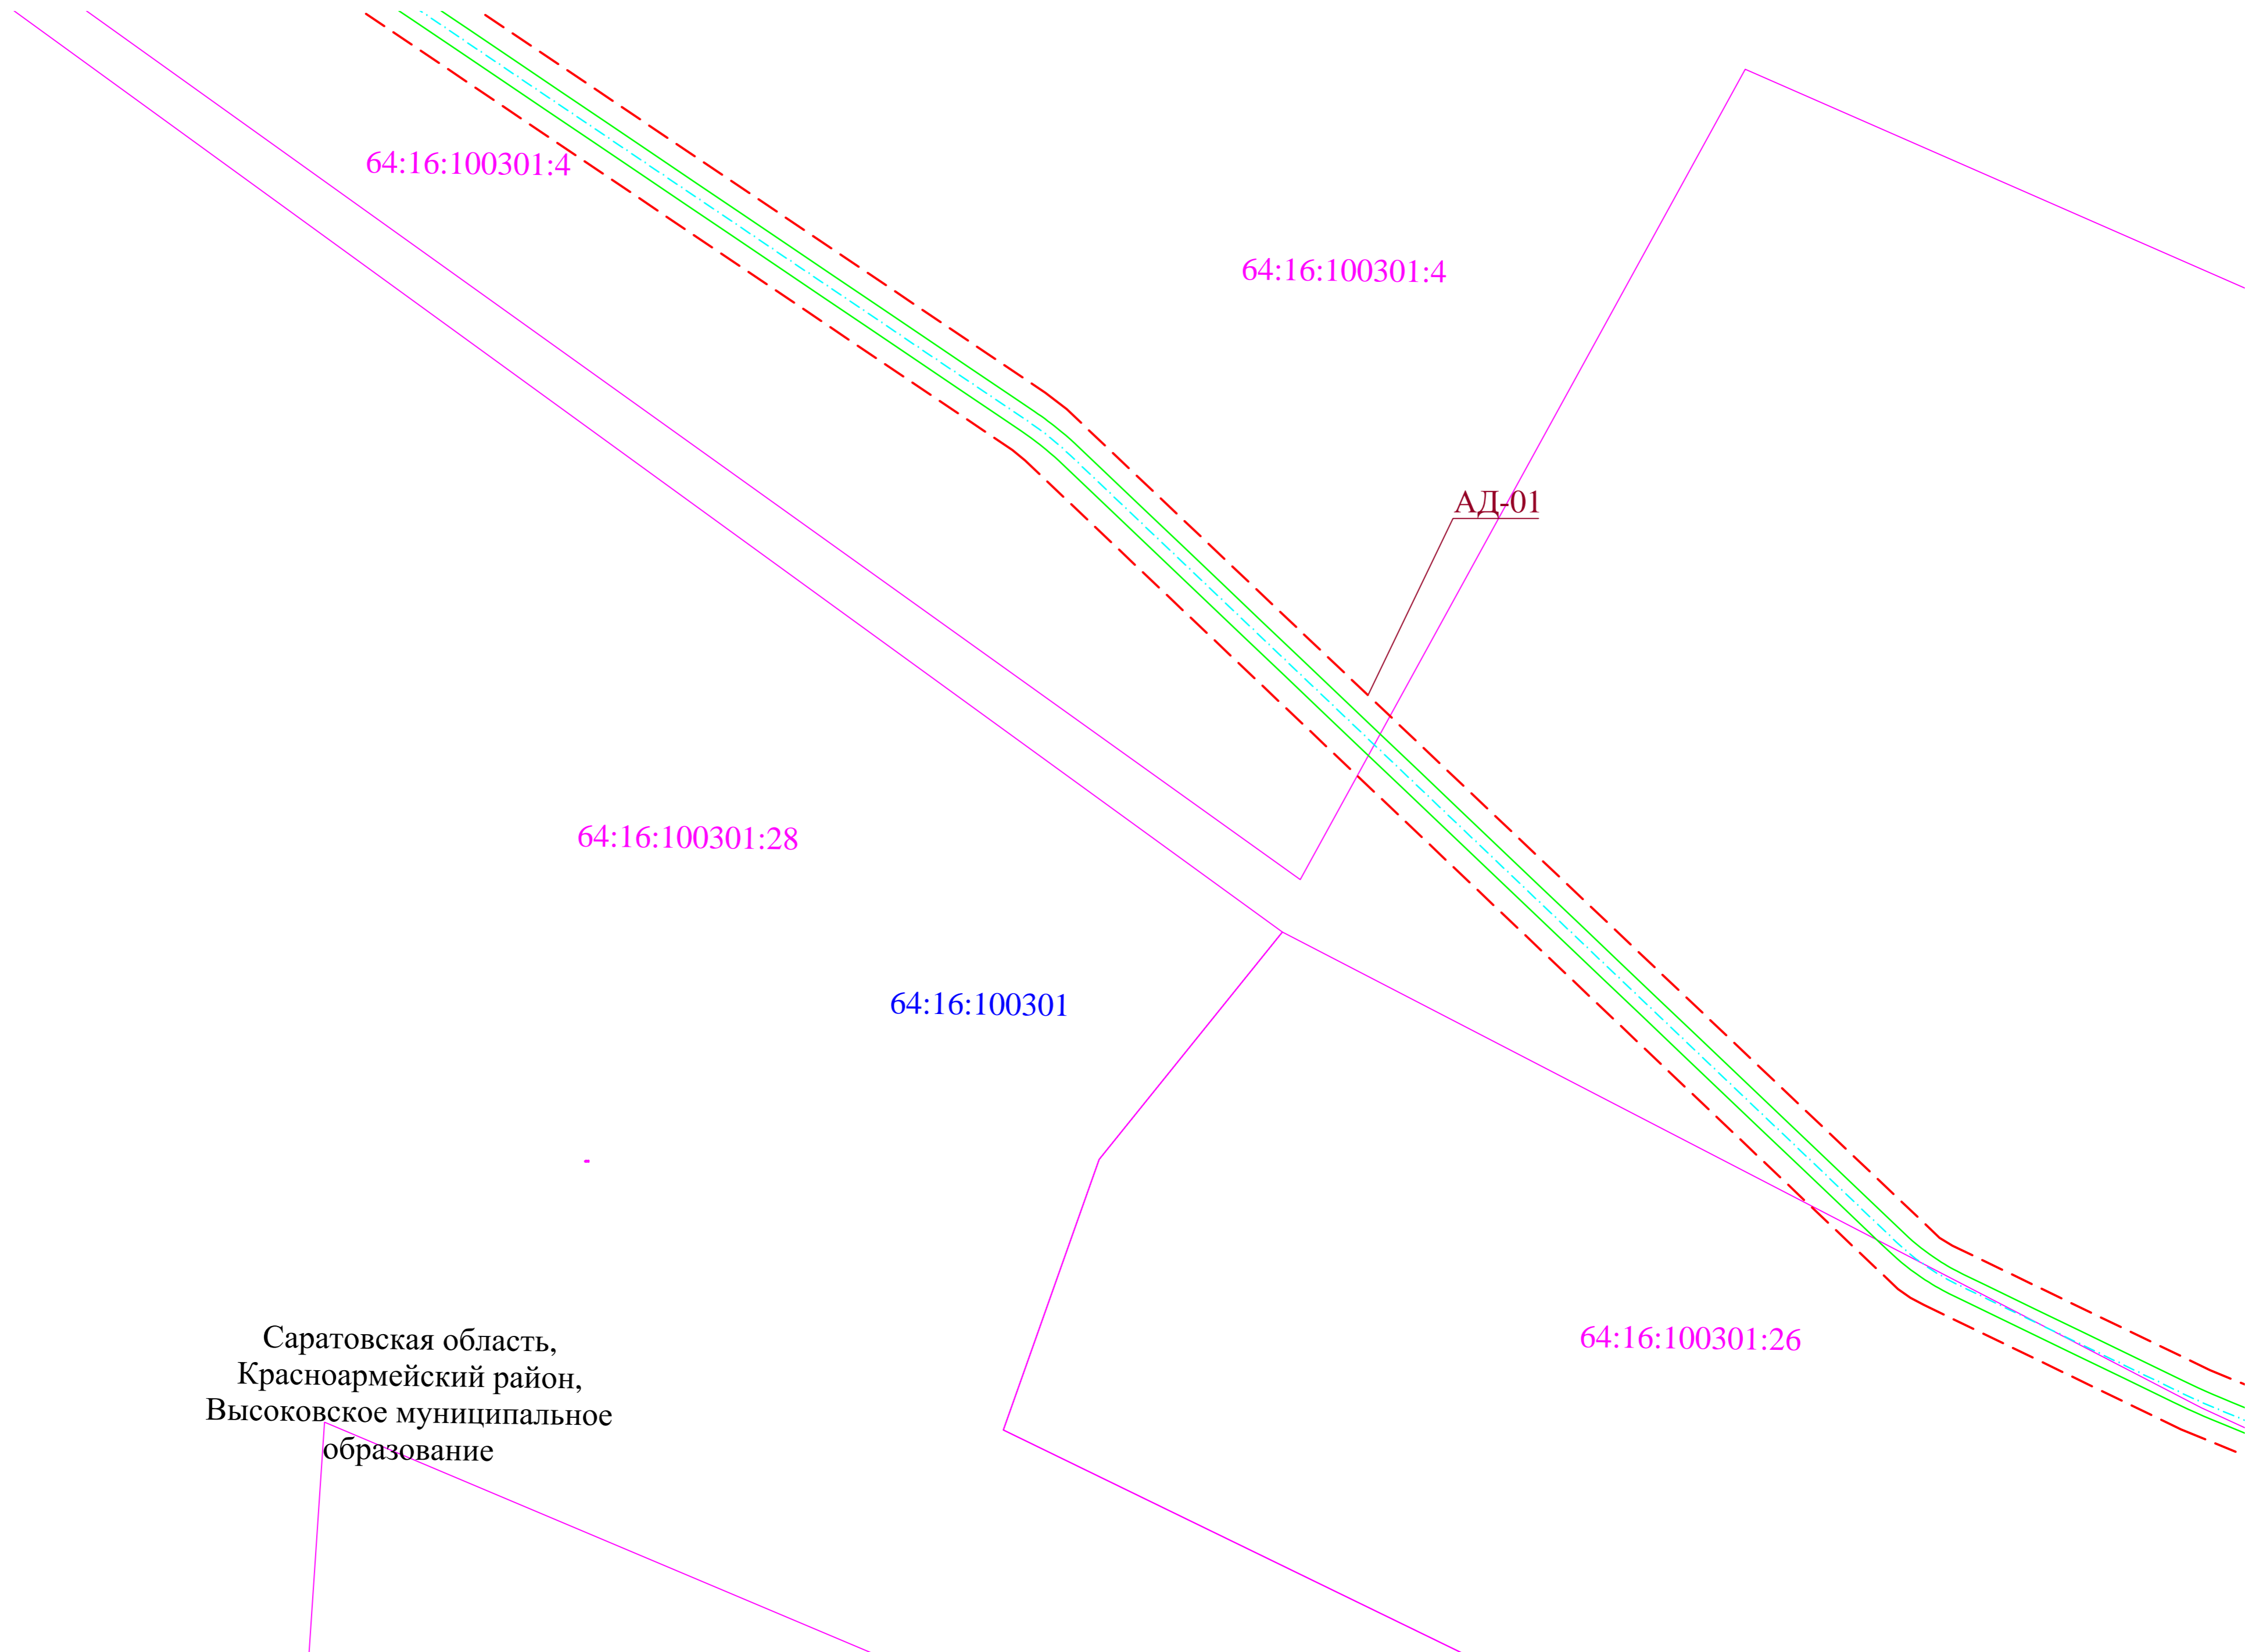 64:16:100301:4
64:16:100301:4
АД-01
64:16:100301:28
64:16:100301
64:16:100301:26
Саратовская область,
Красноармейский район,
Высоковское муниципальное
образование